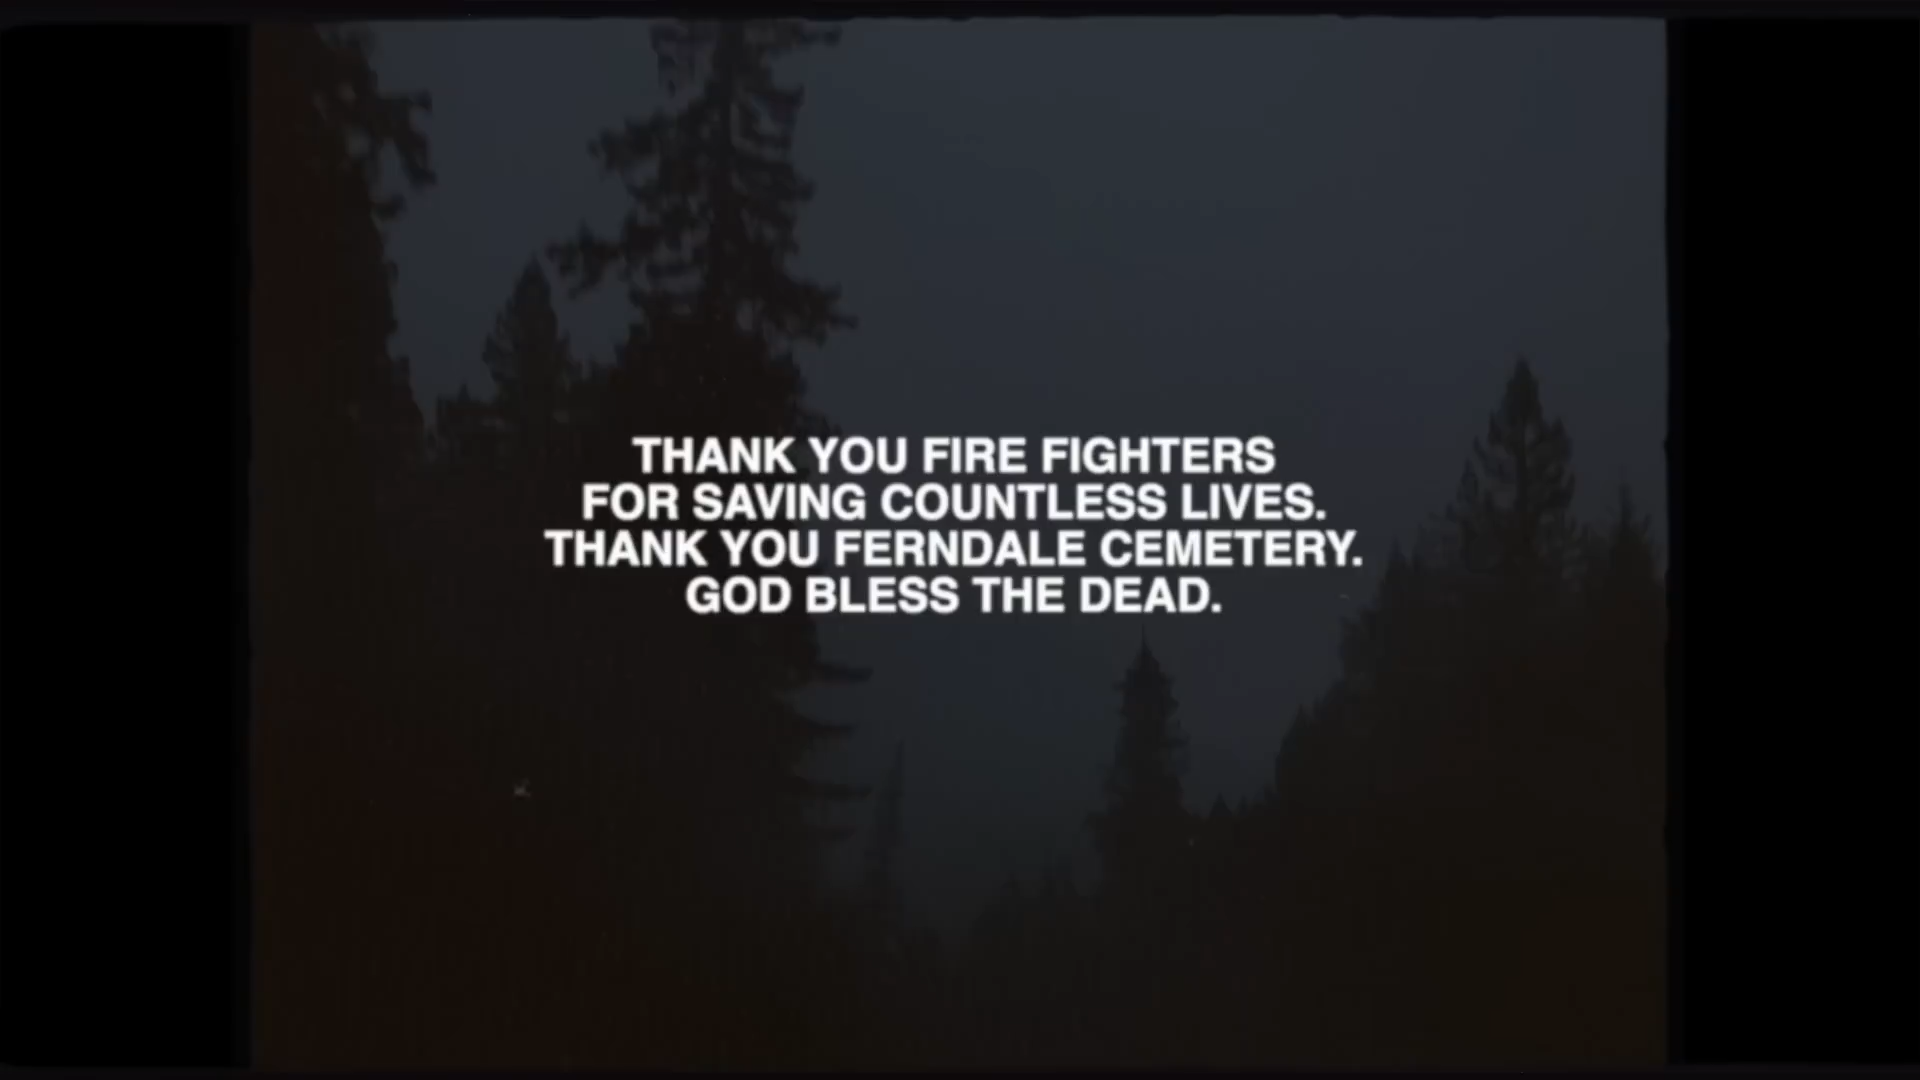 THANK YOU FIRE FIGHTERS
FOR SAVING COUNTLESS LIVES.
THANK YOU FERNDALE CEMETERY.
GOD BLESS THE DEAD.